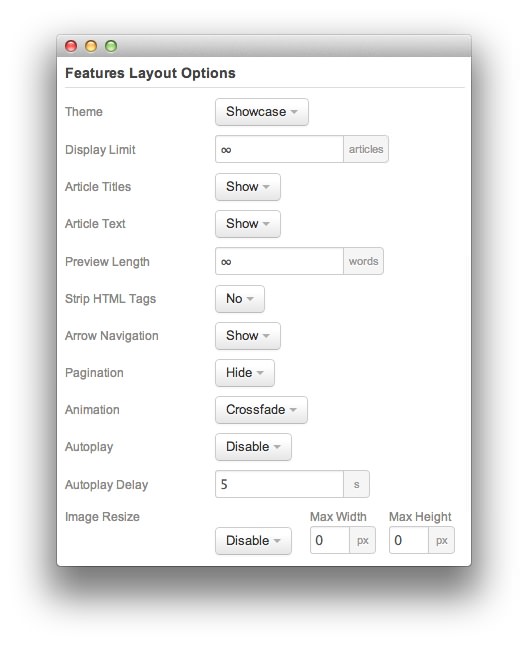 Features Layout Options
Theme Showcase
Display Limit ∞ articles
Article Titles Show
Article Text Show
Preview Length ∞ words
Strip HTML Tags No
Arrow Navigation Show
Pagination Hide
Animation Crossfade
Autoplay Disable
Autoplay Delay 5 s
Image Resize Max Width Max Height
Disable 0 px 0 px